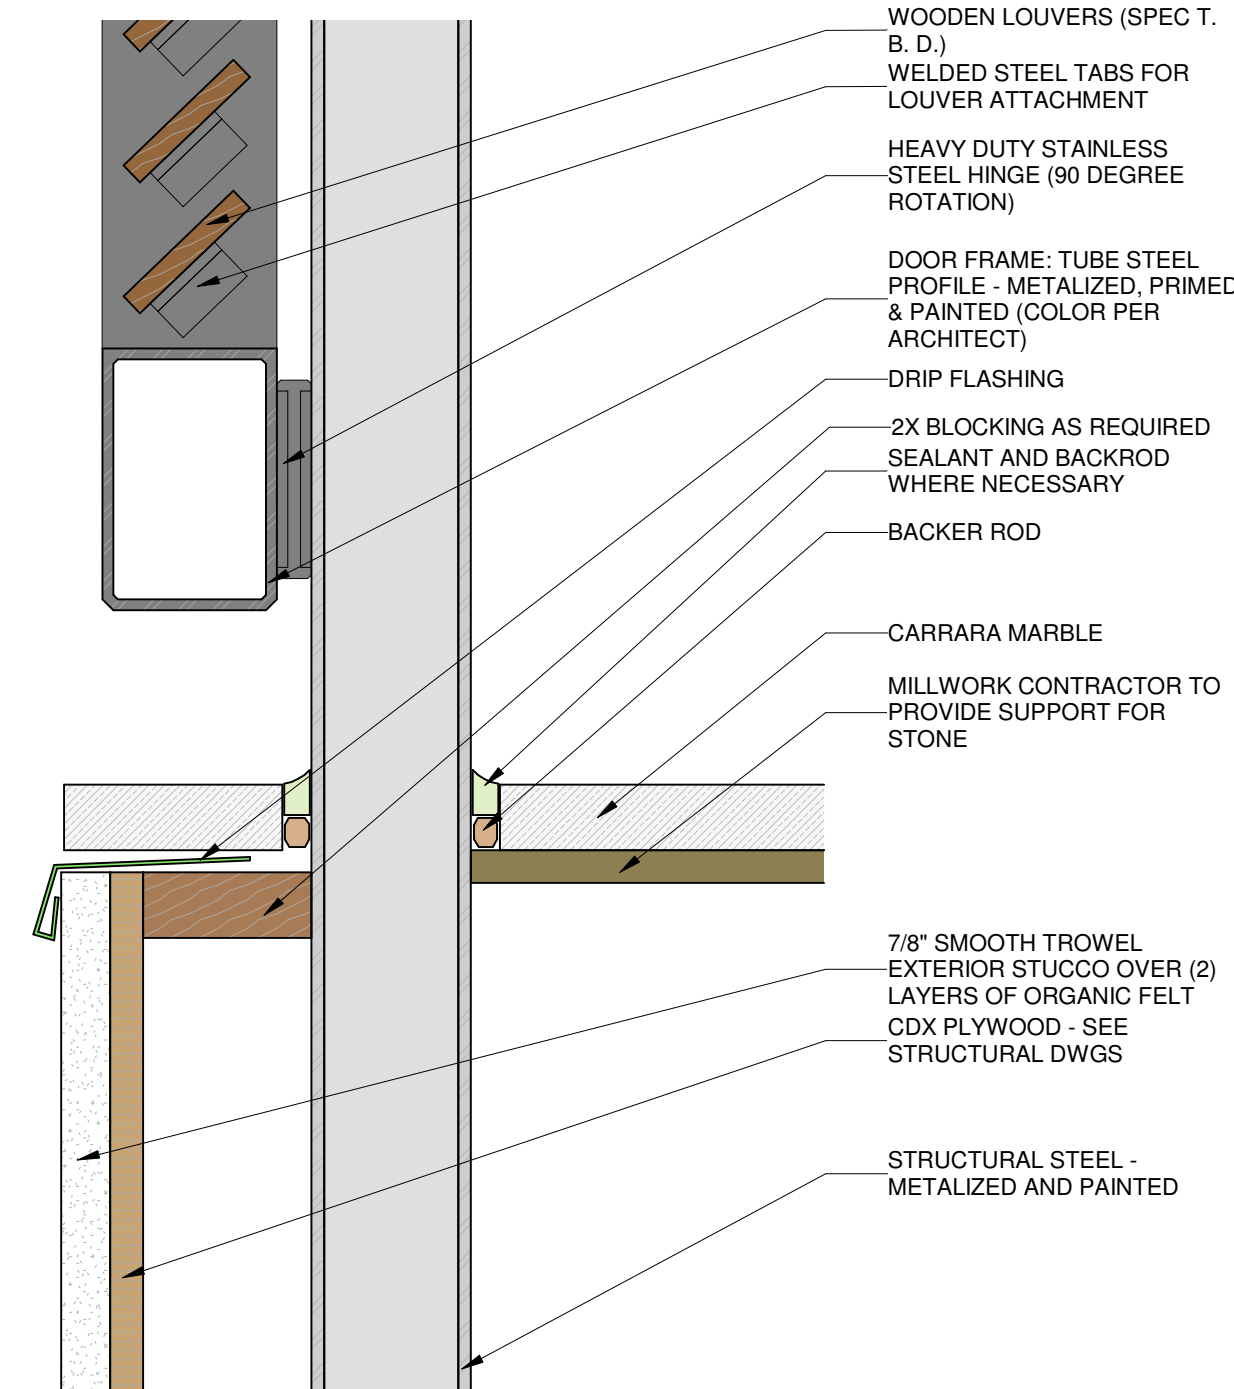 WOODEN LOUVERS (SPEC T.
B. D.)
WELDED STEEL TABS FOR
LOUVER ATTACHMENT
HEAVY DUTY STAINLESS
STEEL HINGE (90 DEGREE
ROTATION)
DOOR FRAME: TUBE STEEL
PROFILE - METALIZED, PRIMED
& PAINTED (COLOR PER
ARCHITECT)
DRIP FLASHING
2X BLOCKING AS REQUIRED
SEALANT AND BACKROD
WHERE NECESSARY
BACKER ROD
CARRARA MARBLE
MILLWORK CONTRACTOR TO
PROVIDE SUPPORT FOR
STONE
7/8" SMOOTH TROWEL
EXTERIOR STUCCO OVER (2)
LAYERS OF ORGANIC FELT
CDX PLYWOOD - SEE
STRUCTURAL DWGS
STRUCTURAL STEEL -
METALIZED AND PAINTED